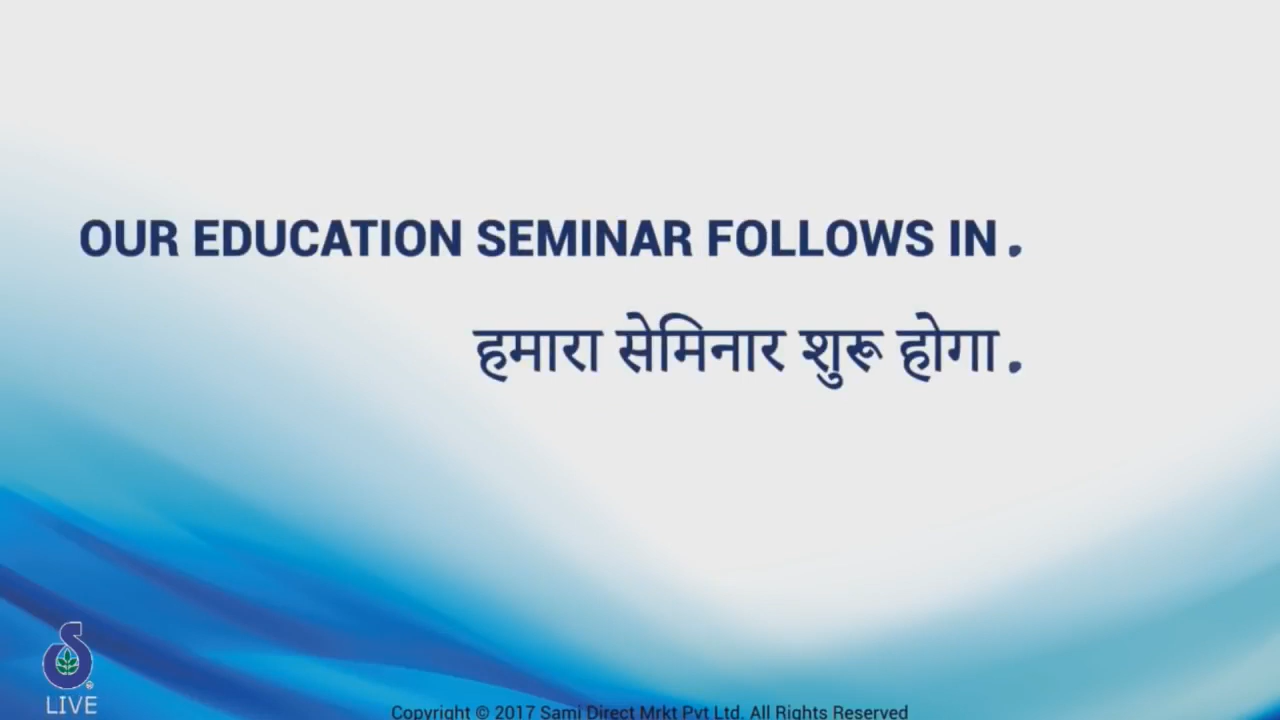 OUR EDUCATION SEMINAR FOLLOWS IN.
हमारा सेमिनार शुरू होगा.
LIVE
Copyright © 2017 Sami Direct Mrkt Pvt Ltd. All Rights Reserved